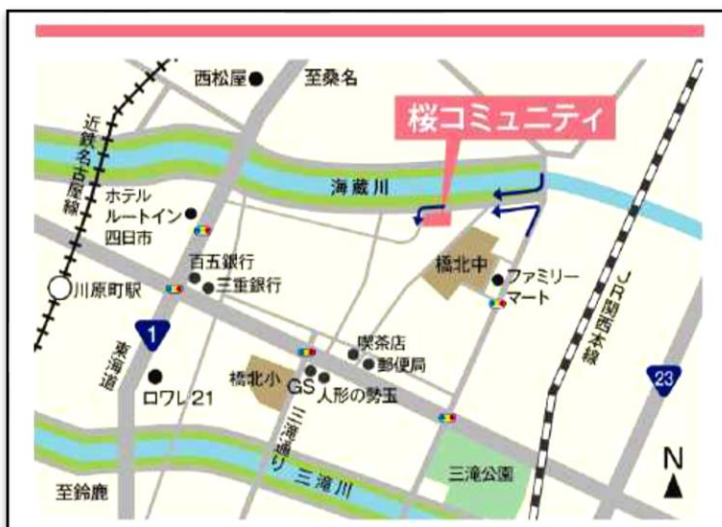 西松屋
至桑名
桜コミュニティ
近鉄名古屋線
海蔵川
ホテル
ルートイン
四日市
橋北中
百五銀行
三重銀行
ファミリー
マート
川原町駅
JR関西本線
1
喫茶店
郵便局
23
東海道
橋北小
GS
人形の勢玉
ロワレ21
三滝通り
三滝公園
N
三滝川
至鈴鹿